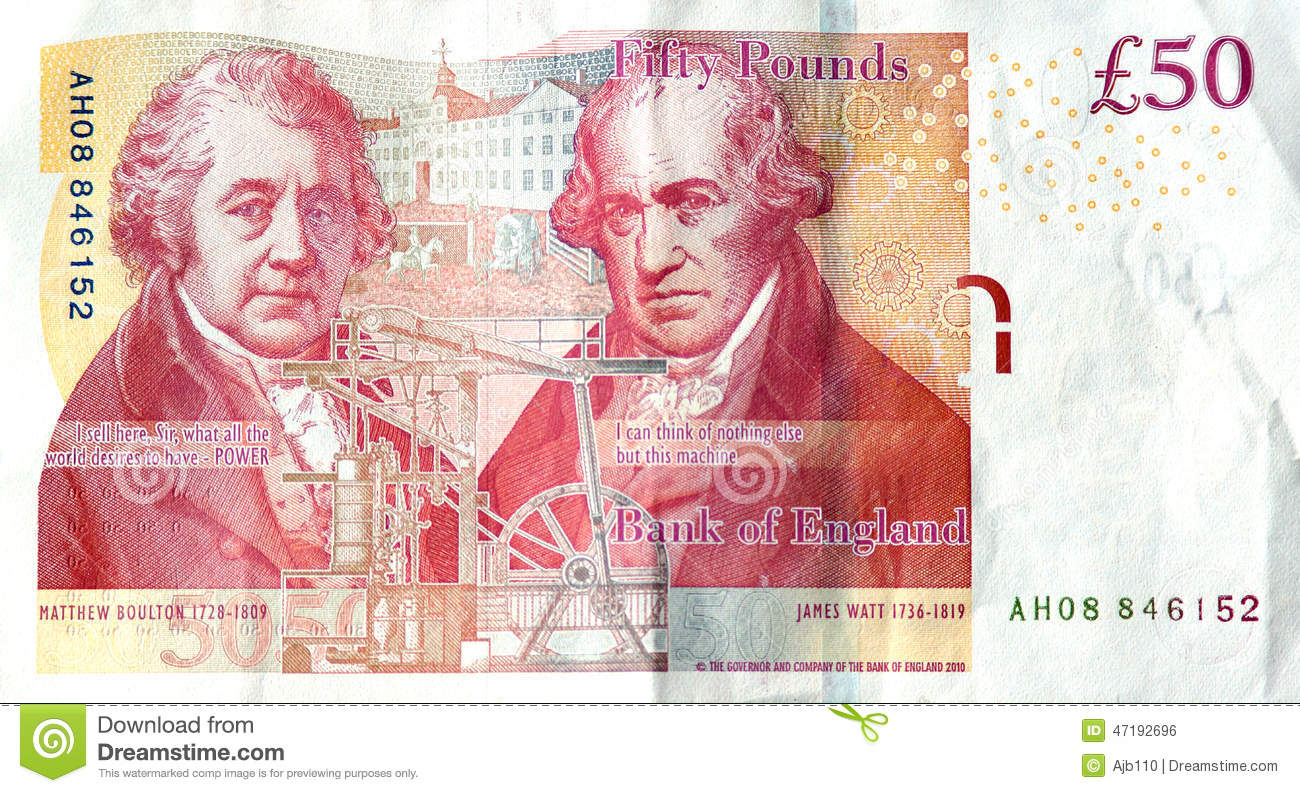 Fifty Pounds
£50
AH08 846152
I sell here, Sir, what all the
world desires to have - POWER
I can think of nothing else
but this machine
Bank of England
MATTHEW BOULTON 1728-1809
JAMES WATT 1736-1819
AH08 846152
50
50
50
© THE GOVERNOR AND COMPANY OF THE BANK OF ENGLAND 2010
Download from
Dreamstime.com
This watermarked comp image is for previewing purposes only.
ID 47192696
© Ajb110 | Dreamstime.com